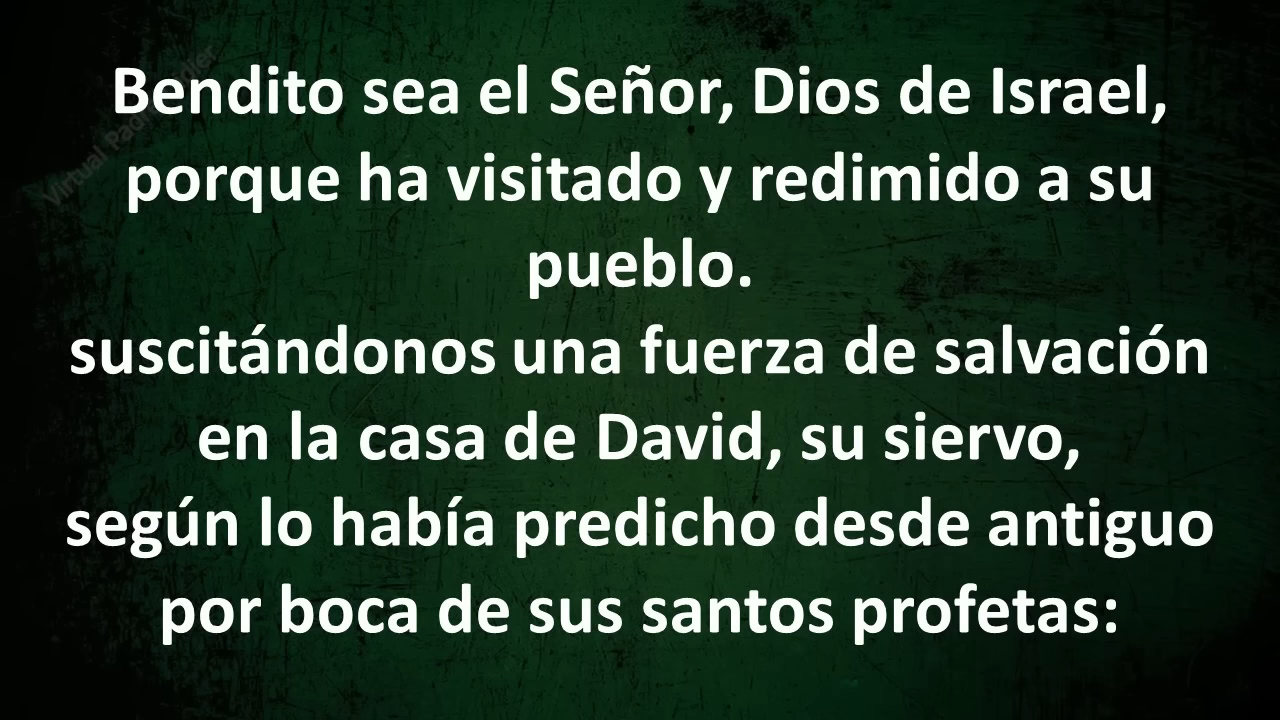 Bendito sea el Señor, Dios de Israel,
porque ha visitado y redimido a su
pueblo.
suscitándonos una fuerza de salvación
en la casa de David, su siervo,
según lo había predicho desde antiguo
por boca de sus santos profetas: